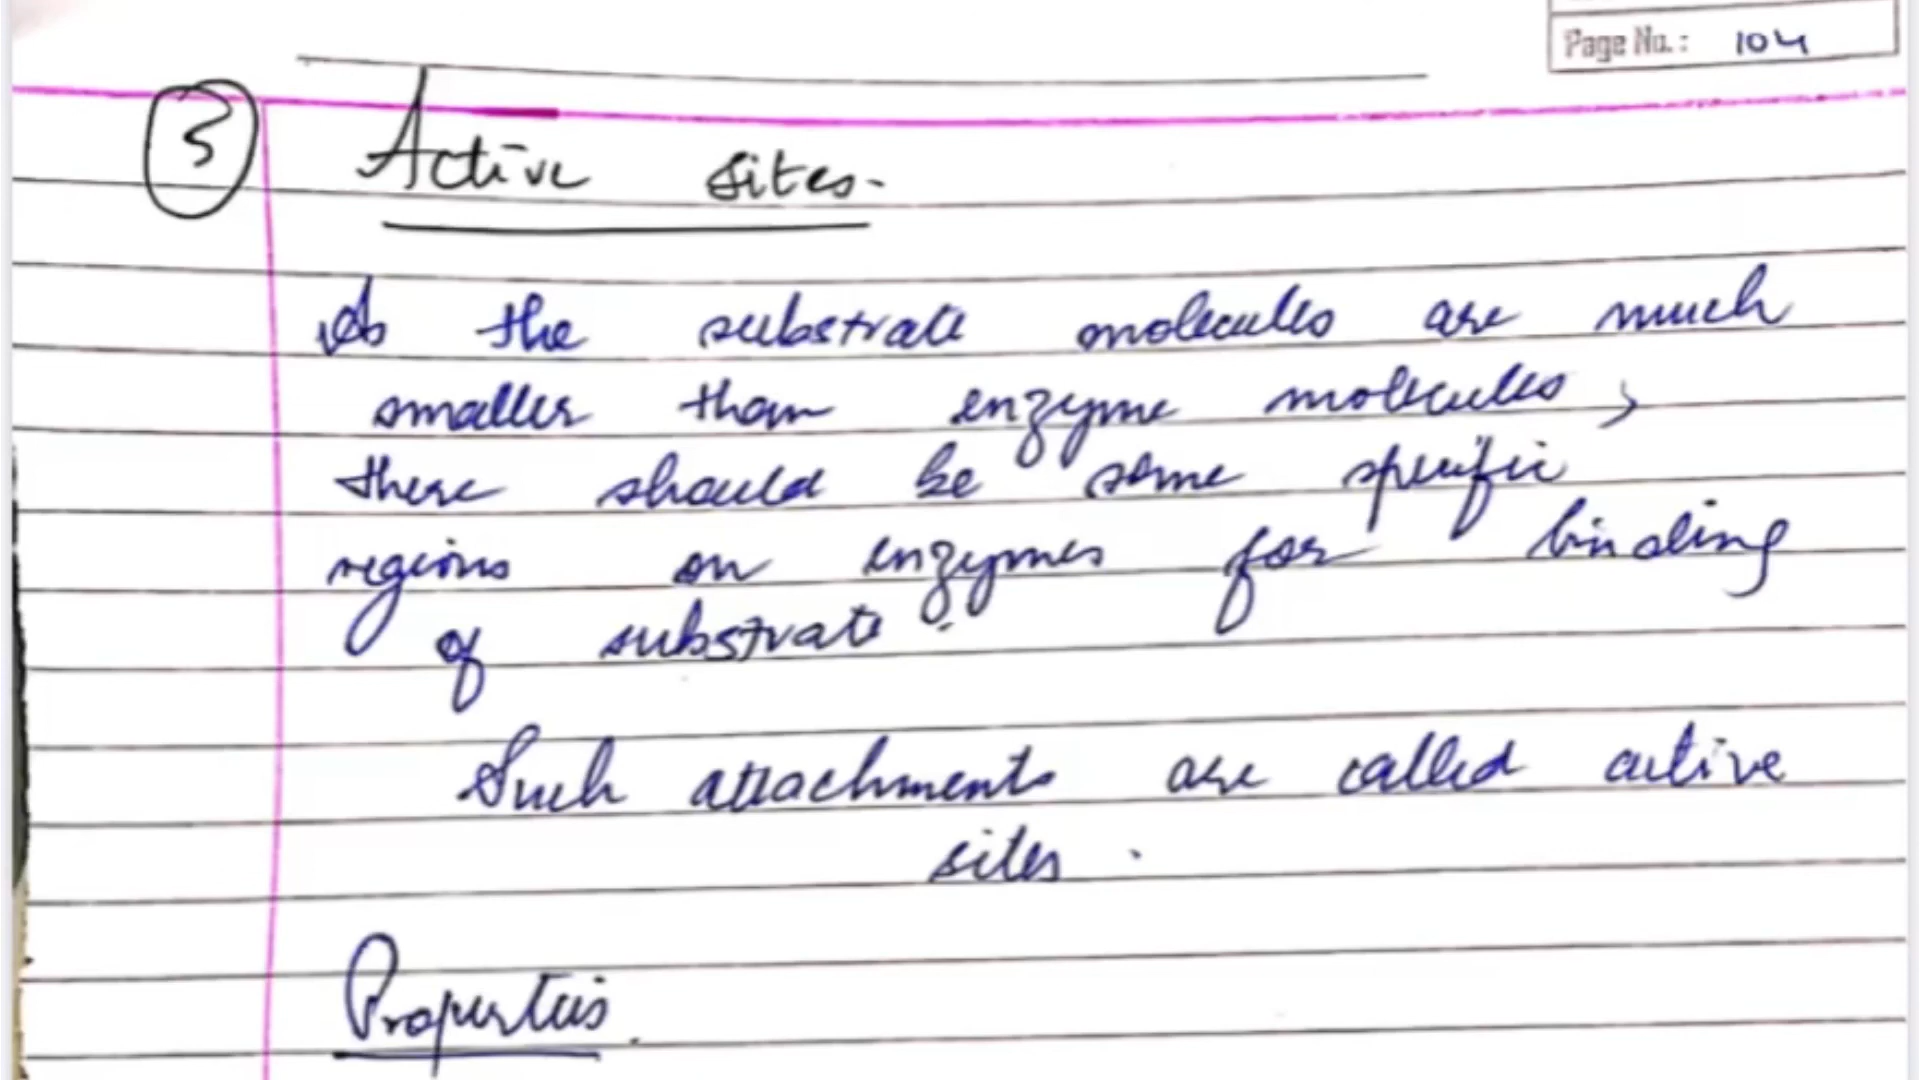 Page No.: 104
3 Active sites.
As the substrate molecules are much
smaller than enzyme molecules,
there should be some specific
regions on enzymes for binding
of substrate.
Such attachments are called active
sites.
Properties.